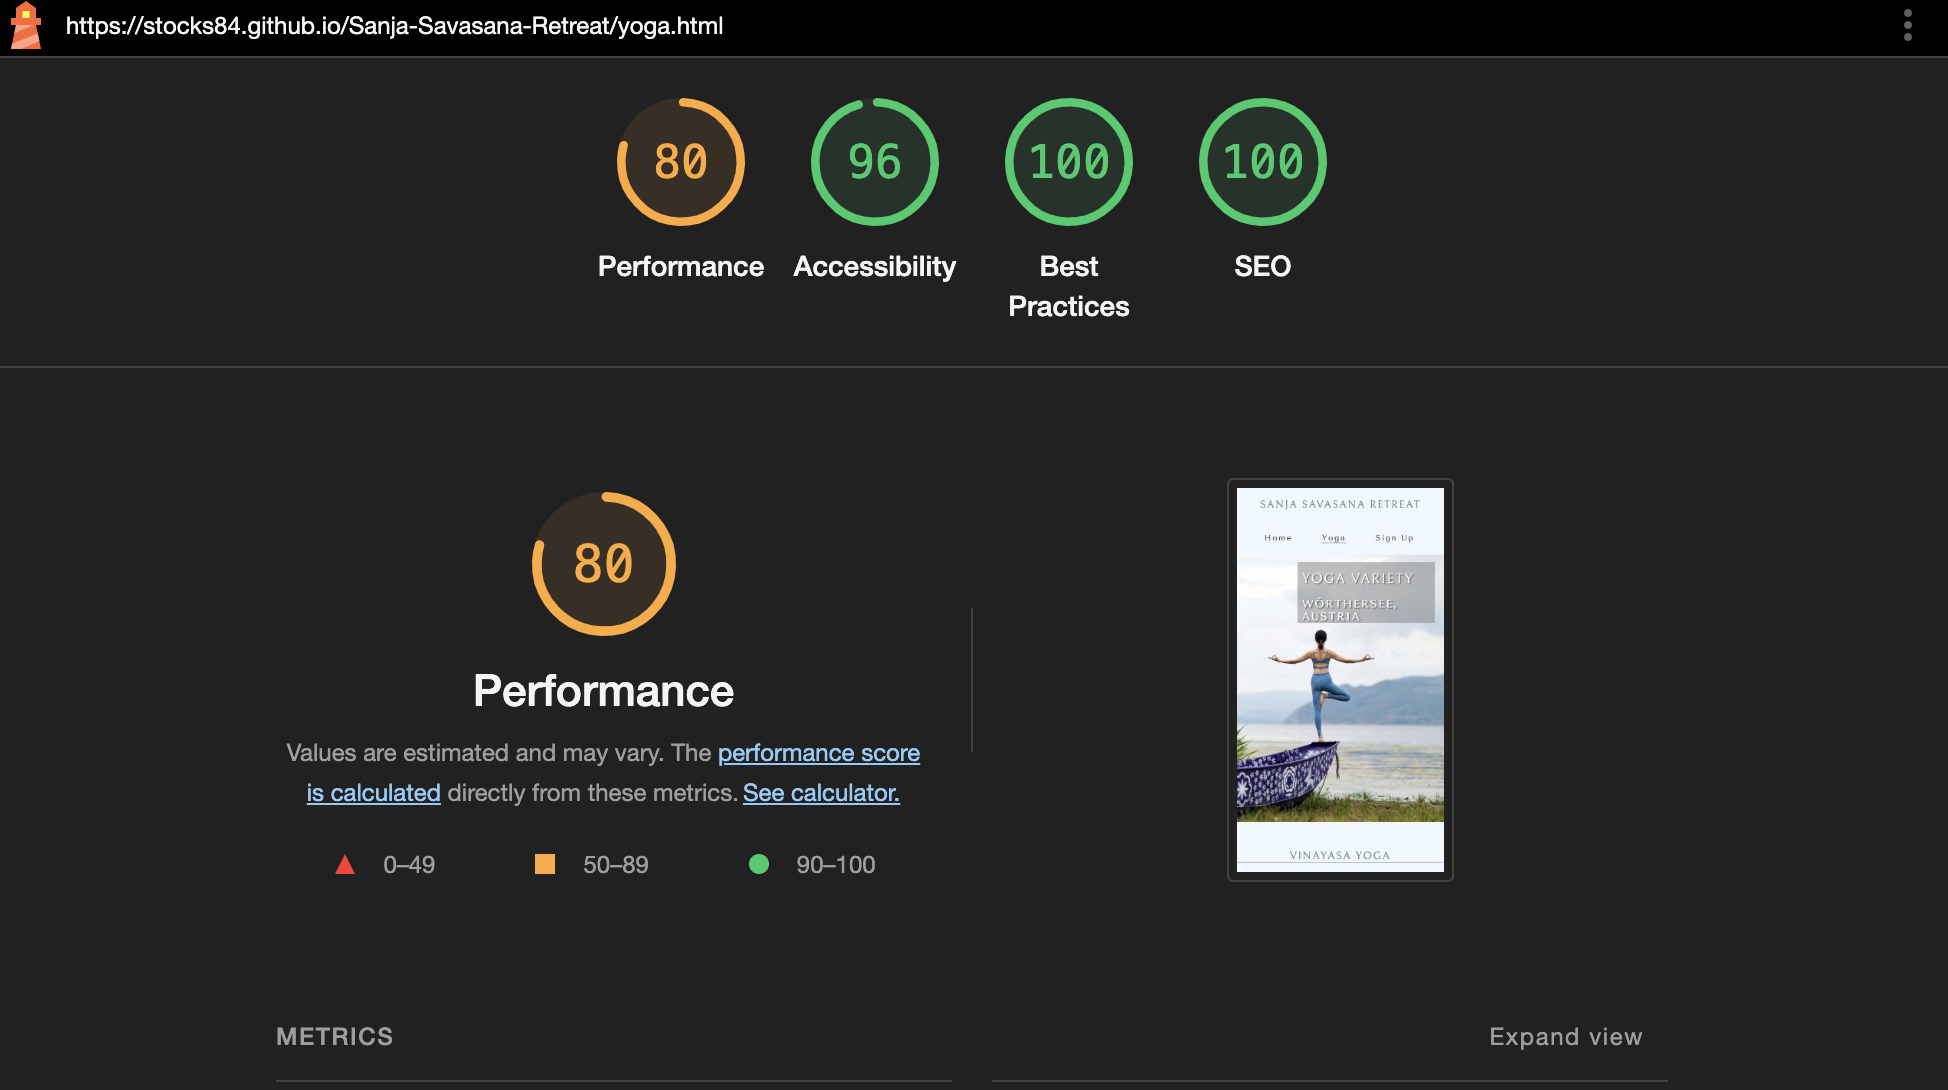 https://stocks84.github.io/Sanja-Savasana-Retreat/yoga.html
80
96
100
100
Performance
Accessibility
Best
Practices
SEO
80
Performance
Values are estimated and may vary. The performance score
is calculated directly from these metrics. See calculator.
0–49
50–89
90–100
SANJA SAVASANA RETREAT
Home
Yoga
Sign Up
YOGA VARIETY
WÖRTHERSEE,
AUSTRIA
VINAYASA YOGA
METRICS
Expand view